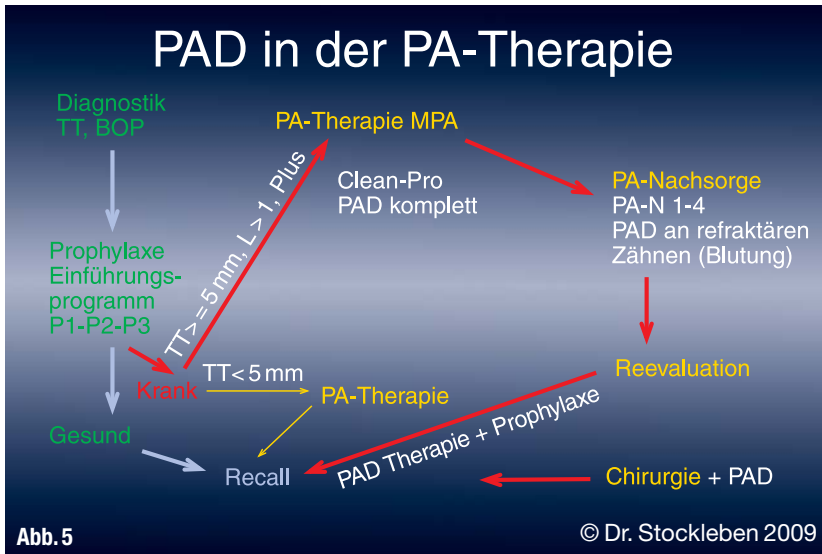 PAD in der PA-Therapie
Diagnostik
TT, BOP
PA-Therapie MPA
Clean-Pro
PAD komplett
PA-Nachsorge
PA-N 1-4
PAD an refraktären
Zähnen (Blutung)
Prophylaxe
Einführungs-
programm
P1-P2-P3
TT> = 5 mm, L > 1, Plus
Krank
TT< 5 mm
PA-Therapie
Reevaluation
Gesund
Recall
PAD Therapie + Prophylaxe
Chirurgie + PAD
Abb. 5
© Dr. Stockleben 2009